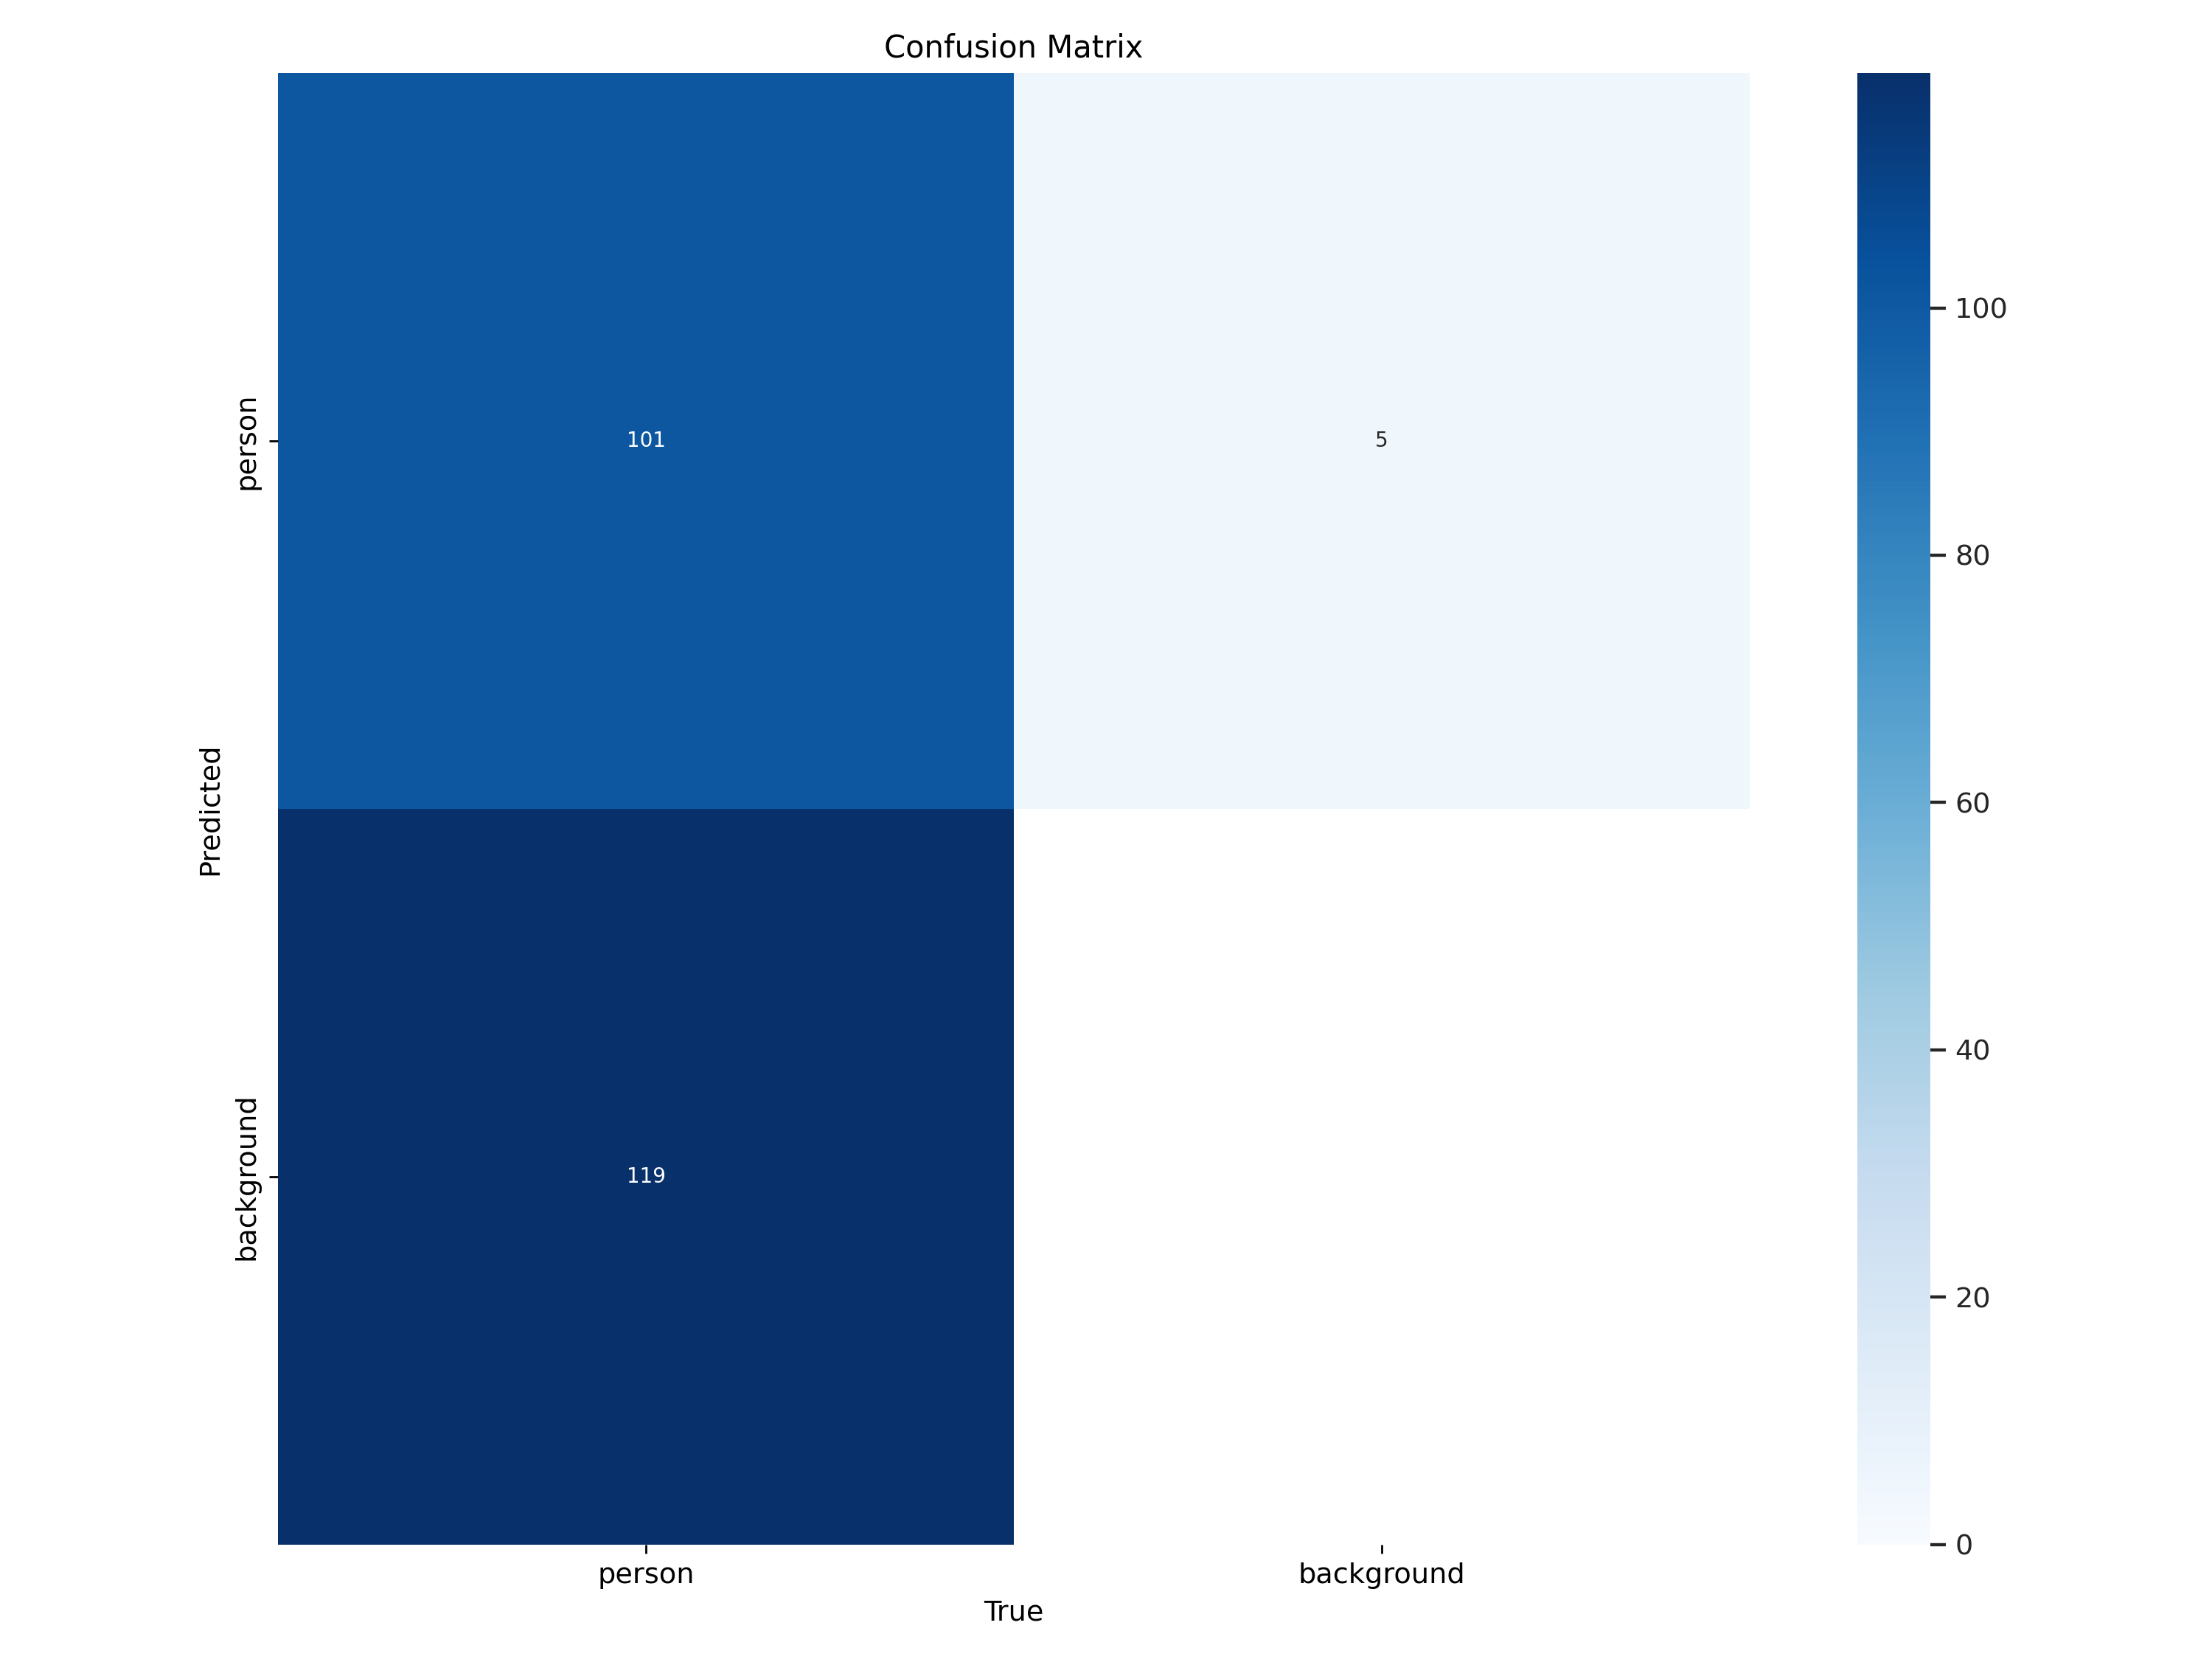 Confusion Matrix
person
101
5
100
80
60
40
20
0
Predicted
background
119
person
background
True